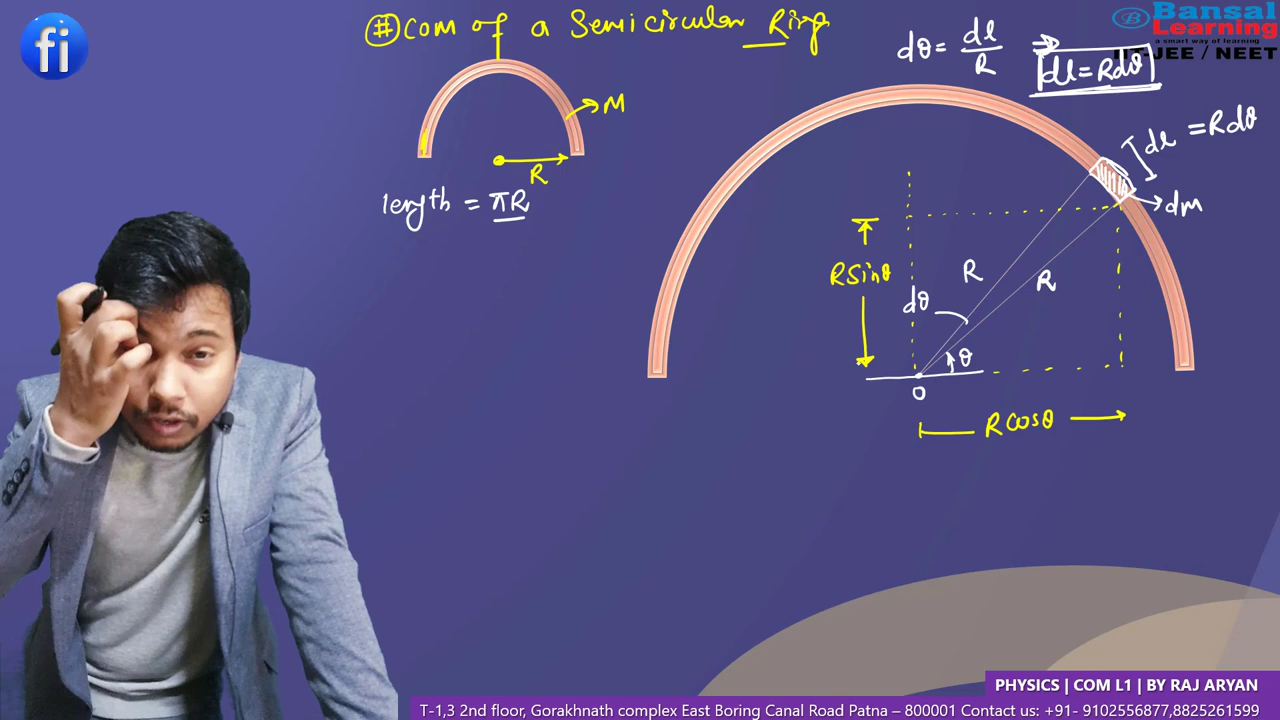 fi
# COM of a Semicircular Ring
M
R
length = πR
dθ = dl/R ⇒ dl = Rdθ
Bansal
Learning
a smart way of learning
IIT-JEE / NEET
dl = Rdθ
dM
R sinθ
R
R
dθ
θ
O
R cosθ
PHYSICS | COM L1 | BY RAJ ARYAN
T-1,3 2nd floor, Gorakhnath complex East Boring Canal Road Patna – 800001 Contact us: +91- 9102556877,8825261599